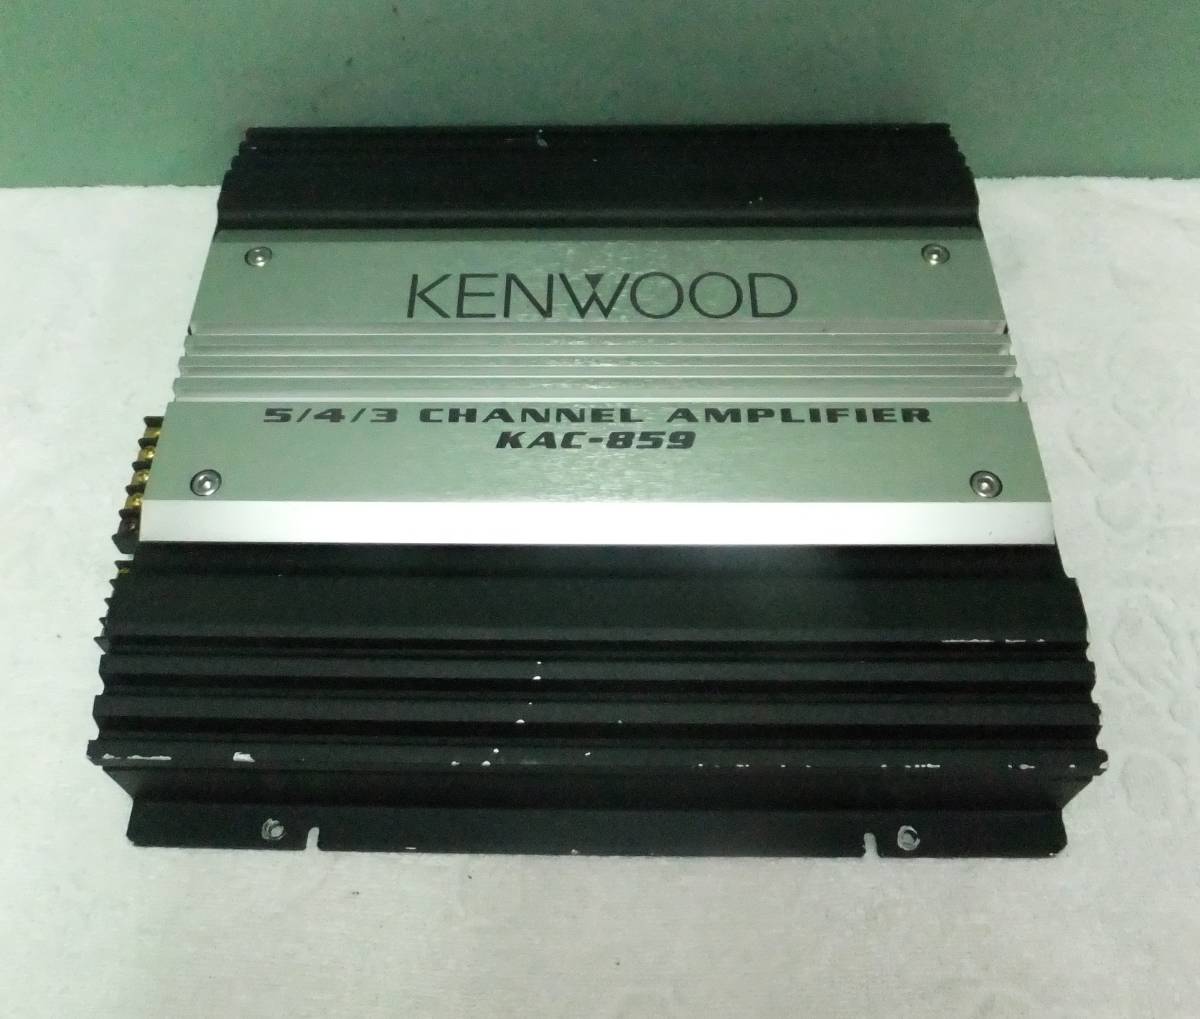 KENWOOD
5/4/3 CHANNEL AMPLIFIER
KAC-859